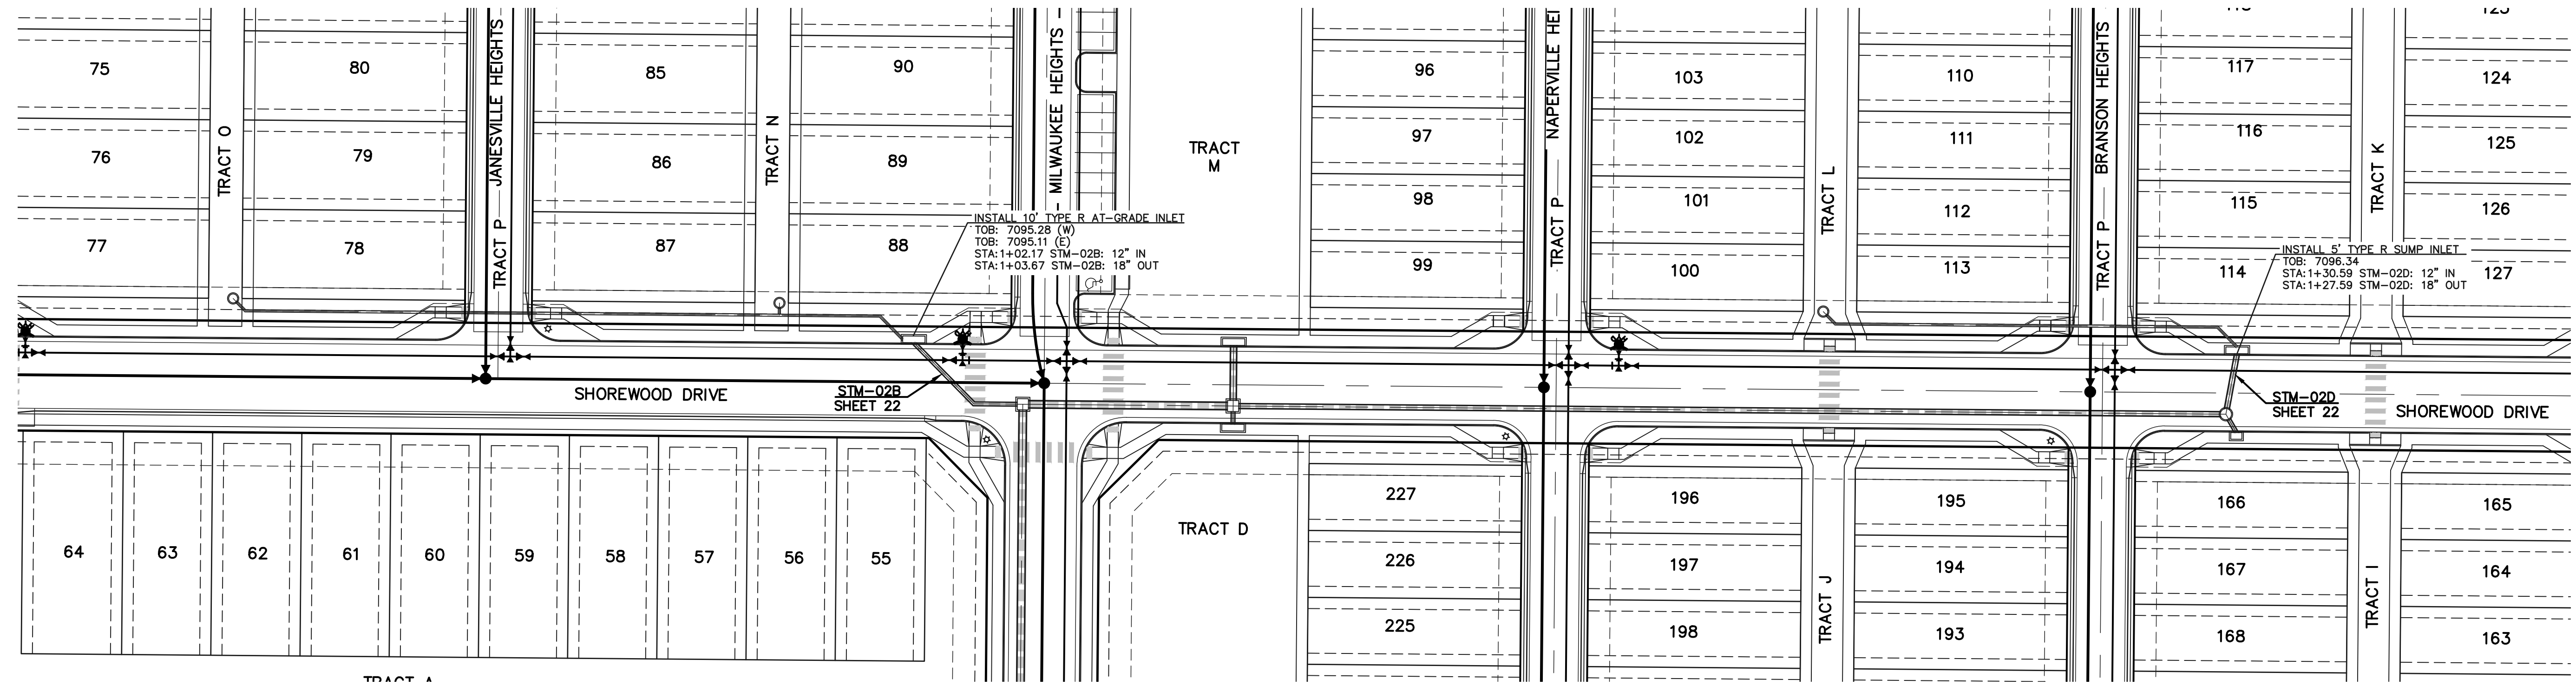 75
80
85
90
96
103
110
117
124
76
79
86
89
97
102
111
116
125
77
78
87
88
98
101
112
115
126
99
100
113
114
127
TRACT O
TRACT P
JANESVILLE HEIGHTS
TRACT N
MILWAUKEE HEIGHTS
TRACT
M
TRACT P
NAPERVILLE HEI
TRACT L
TRACT P
BRANSON HEIGHTS
TRACT K
INSTALL 10' TYPE R AT-GRADE INLET
TOB: 7095.28 (W)
TOB: 7095.11 (E)
STA:1+02.17 STM-02B: 12" IN
STA:1+03.67 STM-02B: 18" OUT
INSTALL 5' TYPE R SUMP INLET
TOB: 7096.34
STA:1+30.59 STM-02D: 12" IN
STA:1+27.59 STM-02D: 18" OUT
SHOREWOOD DRIVE
STM-02B
SHEET 22
STM-02D
SHEET 22
SHOREWOOD DRIVE
64
63
62
61
60
59
58
57
56
55
TRACT D
227
196
195
166
165
226
197
194
167
164
225
198
193
168
163
TRACT J
TRACT I
TRACT A